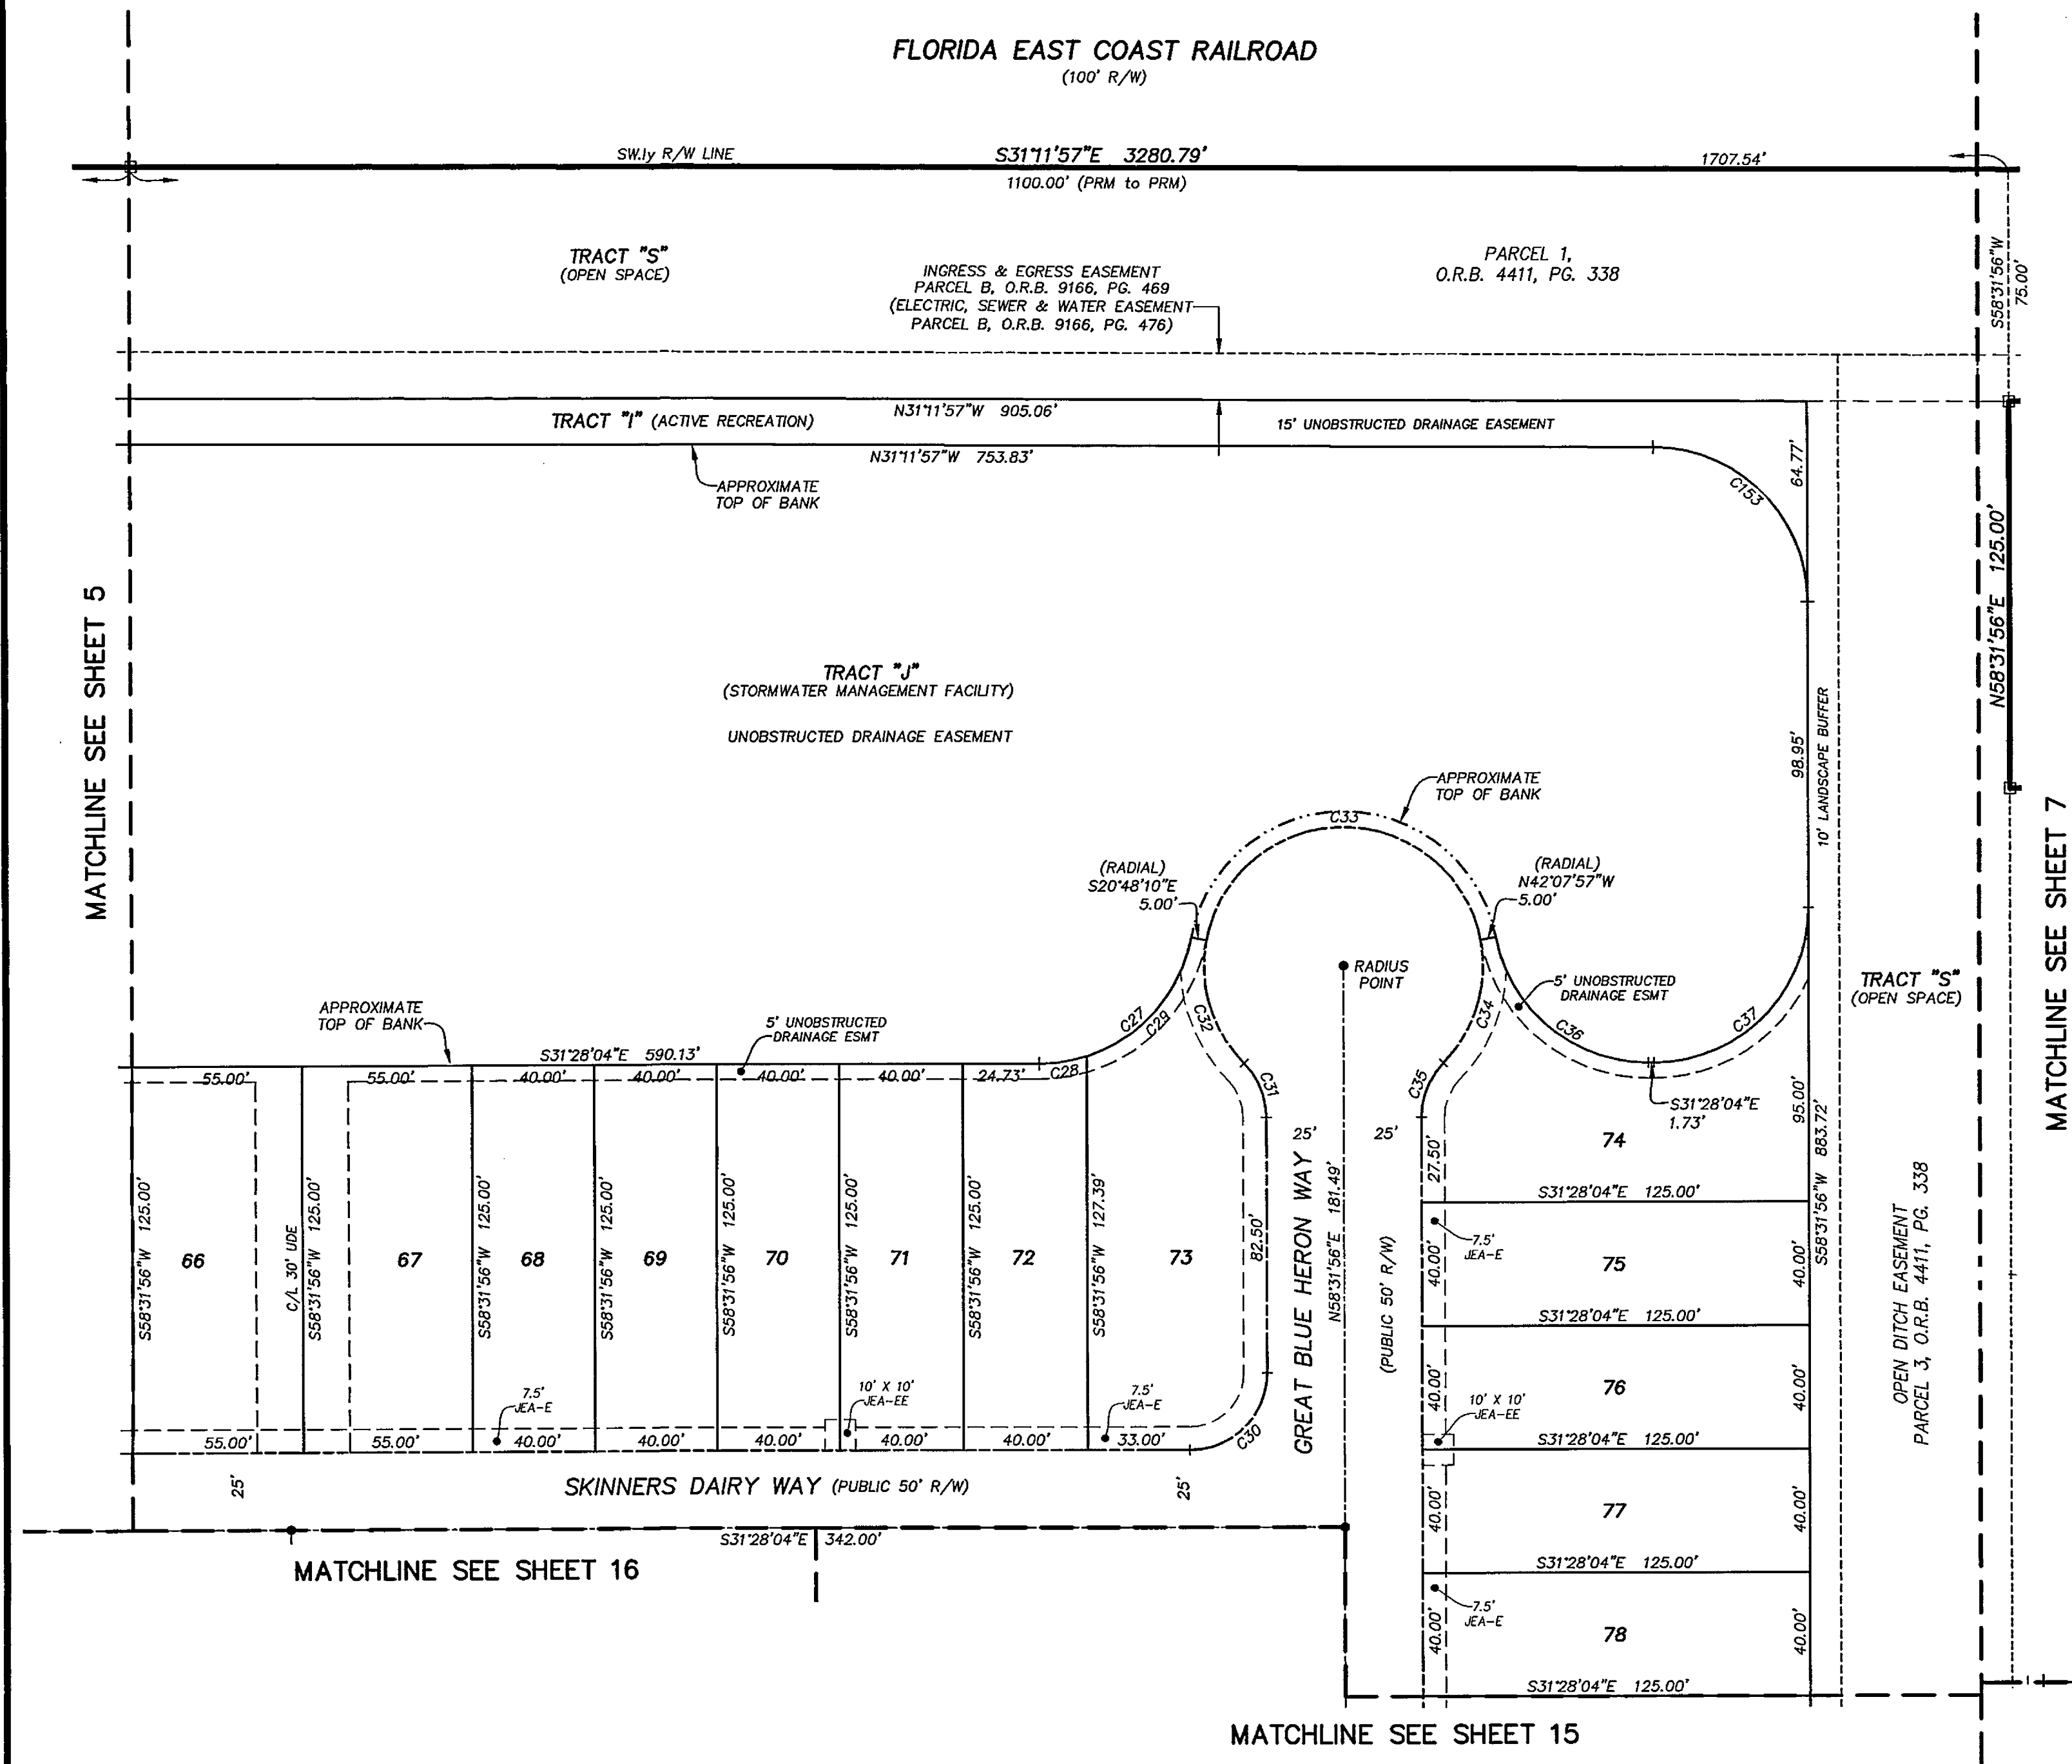 FLORIDA EAST COAST RAILROAD
(100' R/W)
SW.ly R/W LINE
S31°11'57"E 3280.79'
1707.54'
1100.00' (PRM to PRM)
TRACT "S"
(OPEN SPACE)
INGRESS & EGRESS EASEMENT
PARCEL B, O.R.B. 9166, PG. 469
(ELECTRIC, SEWER & WATER EASEMENT
PARCEL B, O.R.B. 9166, PG. 476)
PARCEL 1,
O.R.B. 4411, PG. 338
S58°31'56"W
75.00'
TRACT "I" (ACTIVE RECREATION)
N31°11'57"W 905.06'
15' UNOBSTRUCTED DRAINAGE EASEMENT
N31°11'57"W 753.83'
APPROXIMATE
TOP OF BANK
C153
64.77'
N58°31'56"E 125.00'
MATCHLINE SEE SHEET 5
TRACT "J"
(STORMWATER MANAGEMENT FACILITY)
UNOBSTRUCTED DRAINAGE EASEMENT
98.95'
10' LANDSCAPE BUFFER
APPROXIMATE
TOP OF BANK
C33
(RADIAL)
S20°48'10"E
5.00'
(RADIAL)
N42°07'57"W
5.00'
MATCHLINE SEE SHEET 7
RADIUS
POINT
5' UNOBSTRUCTED
DRAINAGE ESMT
TRACT "S"
(OPEN SPACE)
APPROXIMATE
TOP OF BANK
5' UNOBSTRUCTED
DRAINAGE ESMT
C27
C29
C32
C34
C36
C37
S31°28'04"E 590.13'
55.00'
55.00'
40.00'
40.00'
40.00'
40.00'
24.73'
C28
C31
C35
S31°28'04"E
1.73'
95.00'
S58°31'56"W 883.72'
25'
25'
74
27.50'
S31°28'04"E 125.00'
S58°31'56"W 125.00'
66
C/L 30' UDE
S58°31'56"W 125.00'
67
S58°31'56"W 125.00'
68
S58°31'56"W 125.00'
69
S58°31'56"W 125.00'
70
S58°31'56"W 125.00'
71
S58°31'56"W 125.00'
72
S58°31'56"W 127.39'
73
82.50'
GREAT BLUE HERON WAY
N58°31'56"E 181.49'
(PUBLIC 50' R/W)
7.5'
JEA-E
40.00'
75
40.00'
S31°28'04"E 125.00'
OPEN DITCH EASEMENT
PARCEL 3, O.R.B. 4411, PG. 338
7.5'
JEA-E
10' X 10'
JEA-EE
7.5'
JEA-E
40.00'
76
40.00'
10' X 10'
JEA-EE
S31°28'04"E 125.00'
55.00'
55.00'
40.00'
40.00'
40.00'
40.00'
40.00'
33.00'
C30
25'
SKINNERS DAIRY WAY (PUBLIC 50' R/W)
25'
40.00'
77
40.00'
S31°28'04"E 342.00'
S31°28'04"E 125.00'
MATCHLINE SEE SHEET 16
7.5'
JEA-E
40.00'
78
40.00'
S31°28'04"E 125.00'
MATCHLINE SEE SHEET 15